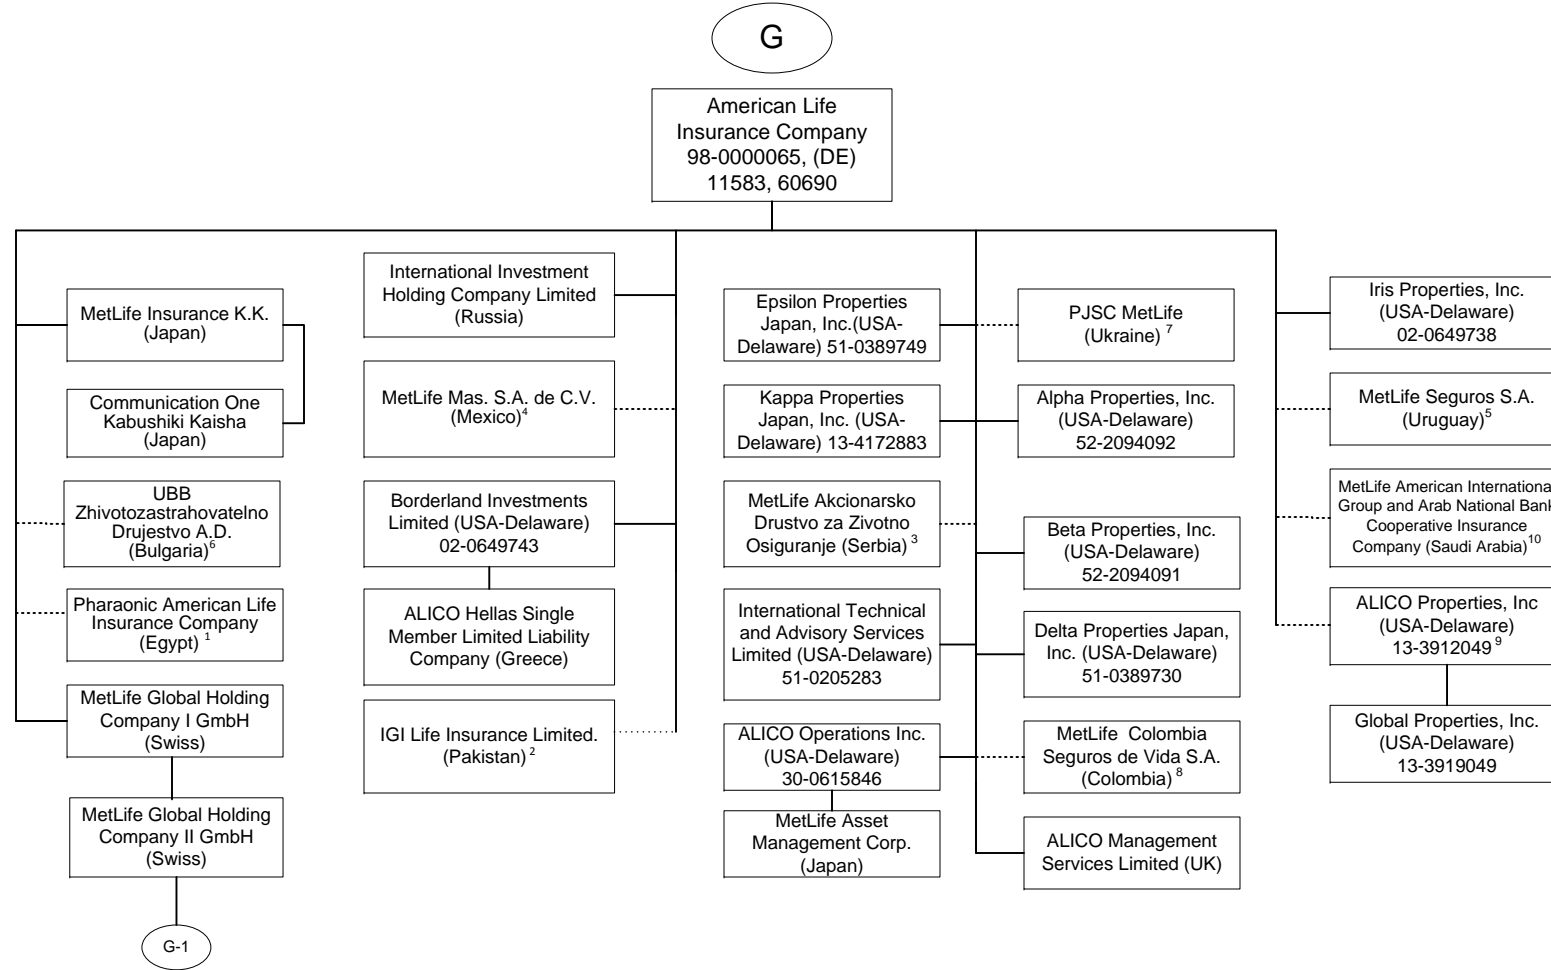 G
American Life
Insurance Company
98-0000065, (DE)
11583, 60690
MetLife Insurance K.K.
(Japan)
Communication One
Kabushiki Kaisha
(Japan)
UBB
Zhivotozastrahovatelno
Drujestvo A.D.
(Bulgaria)6
Pharaonic American Life
Insurance Company
(Egypt) 1
MetLife Global Holding
Company I GmbH
(Swiss)
MetLife Global Holding
Company II GmbH
(Swiss)
G-1
International Investment
Holding Company Limited
(Russia)
MetLife Mas. S.A. de C.V.
(Mexico)4
Borderland Investments
Limited (USA-Delaware)
02-0649743
ALICO Hellas Single
Member Limited Liability
Company (Greece)
IGI Life Insurance Limited.
(Pakistan) 2
Epsilon Properties
Japan, Inc.(USA-
Delaware) 51-0389749
Kappa Properties
Japan, Inc. (USA-
Delaware) 13-4172883
MetLife Akcionarsko
Drustvo za Zivotno
Osiguranje (Serbia) 3
International Technical
and Advisory Services
Limited (USA-Delaware)
51-0205283
ALICO Operations Inc.
(USA-Delaware)
30-0615846
MetLife Asset
Management Corp.
(Japan)
PJSC MetLife
(Ukraine) 7
Alpha Properties, Inc.
(USA-Delaware)
52-2094092
Beta Properties, Inc.
(USA-Delaware)
52-2094091
Delta Properties Japan,
Inc. (USA-Delaware)
51-0389730
MetLife Colombia
Seguros de Vida S.A.
(Colombia) 8
ALICO Management
Services Limited (UK)
Iris Properties, Inc.
(USA-Delaware)
02-0649738
MetLife Seguros S.A.
(Uruguay)5
MetLife American Internationa
Group and Arab National Bank
Cooperative Insurance
Company (Saudi Arabia)10
ALICO Properties, Inc
(USA-Delaware)
13-3912049 9
Global Properties, Inc.
(USA-Delaware)
13-3919049